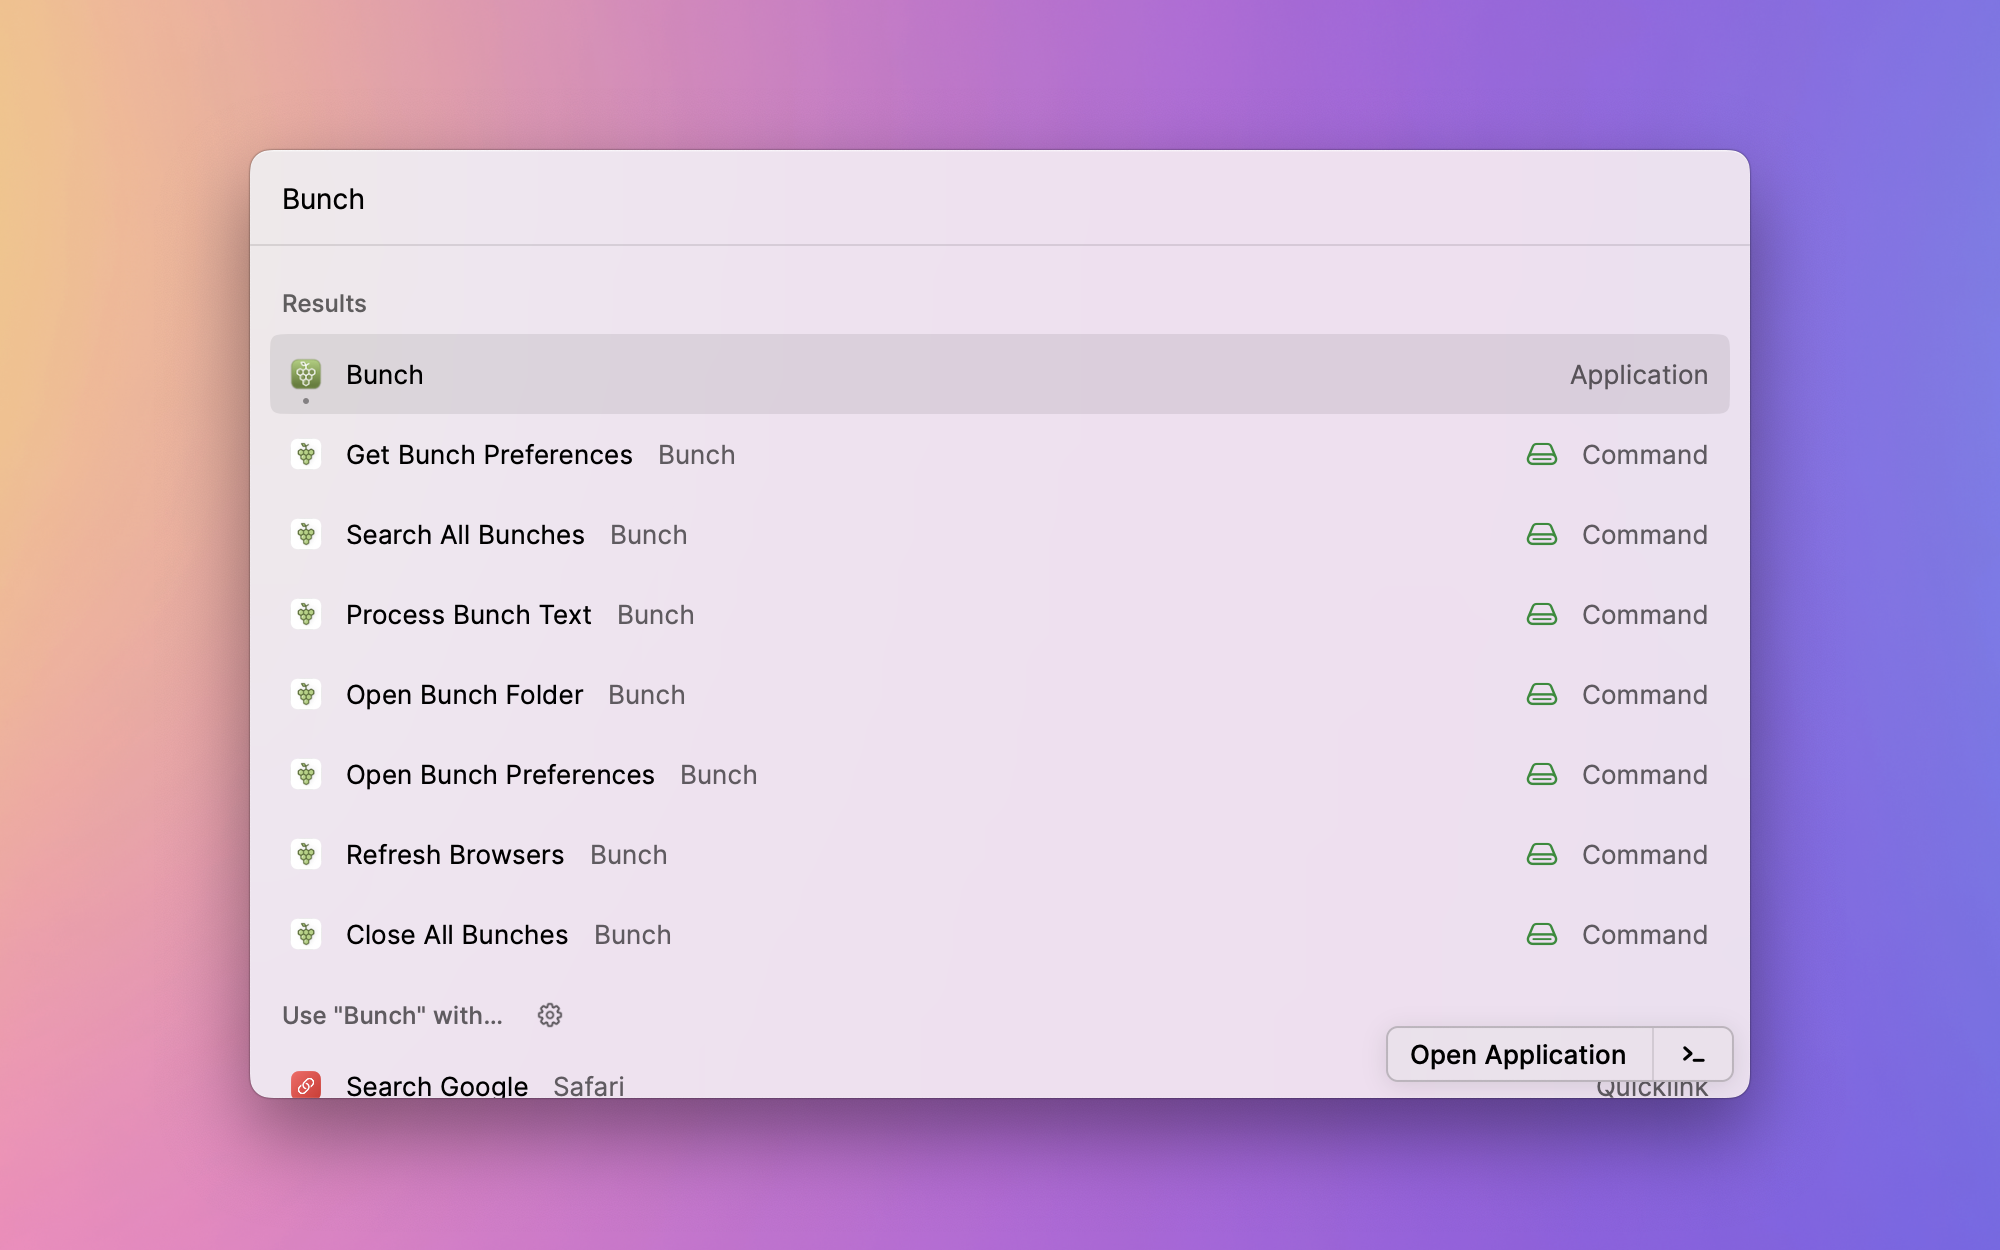 Bunch
Results
Bunch Application
Get Bunch Preferences Bunch Command
Search All Bunches Bunch Command
Process Bunch Text Bunch Command
Open Bunch Folder Bunch Command
Open Bunch Preferences Bunch Command
Refresh Browsers Bunch Command
Close All Bunches Bunch Command
Use "Bunch" with...
Open Application >_
Search Google Safari Quicklink